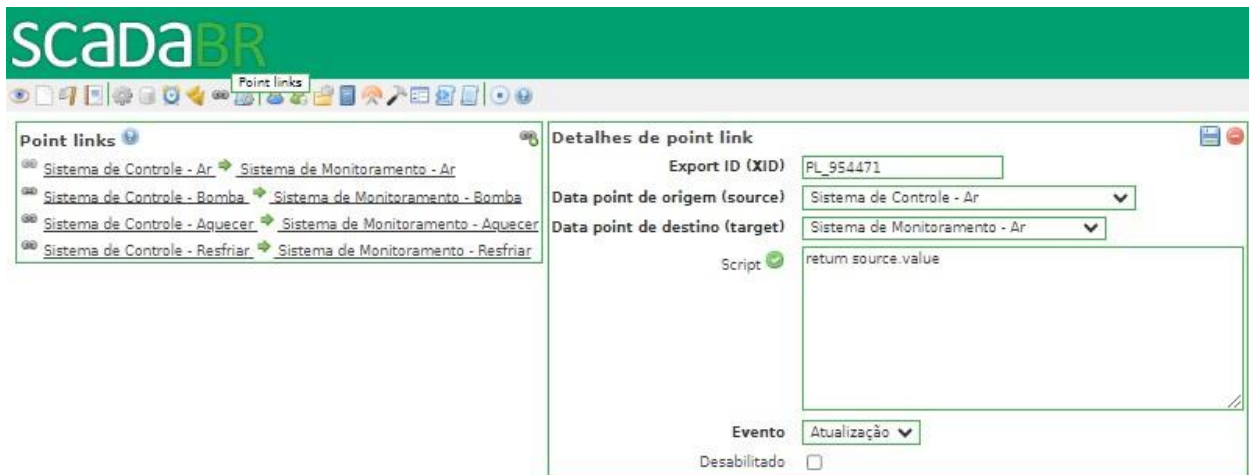 scadaBR
Point links
Point links
Sistema de Controle - Ar Sistema de Monitoramento - Ar
Sistema de Controle - Bomba Sistema de Monitoramento - Bomba
Sistema de Controle - Aquecer Sistema de Monitoramento - Aquecer
Sistema de Controle - Resfriar Sistema de Monitoramento - Resfriar
Detalhes de point link
Export ID (XID) PL_954471
Data point de origem (source) Sistema de Controle - Ar
Data point de destino (target) Sistema de Monitoramento - Ar
Script return source.value
Evento Atualização
Desabilitado